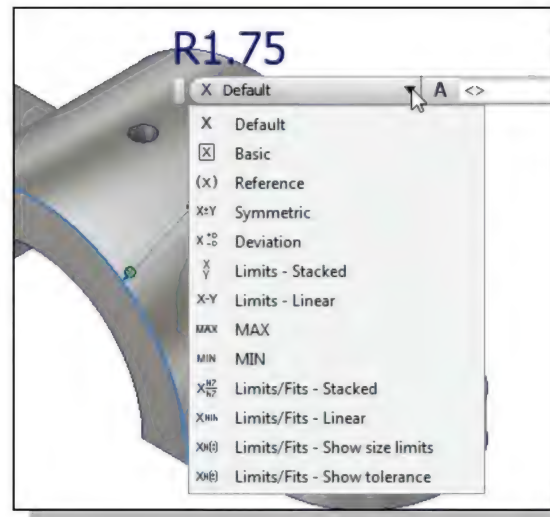 R1.75
X Default A <>
X Default
X Basic
(x) Reference
X±Y Symmetric
Deviation
X Y Limits - Stacked
X-Y Limits - Linear
MAX MAX
MIN MIN
Limits/Fits - Stacked
Limits/Fits - Linear
Limits/Fits - Show size limits
Limits/Fits - Show tolerance